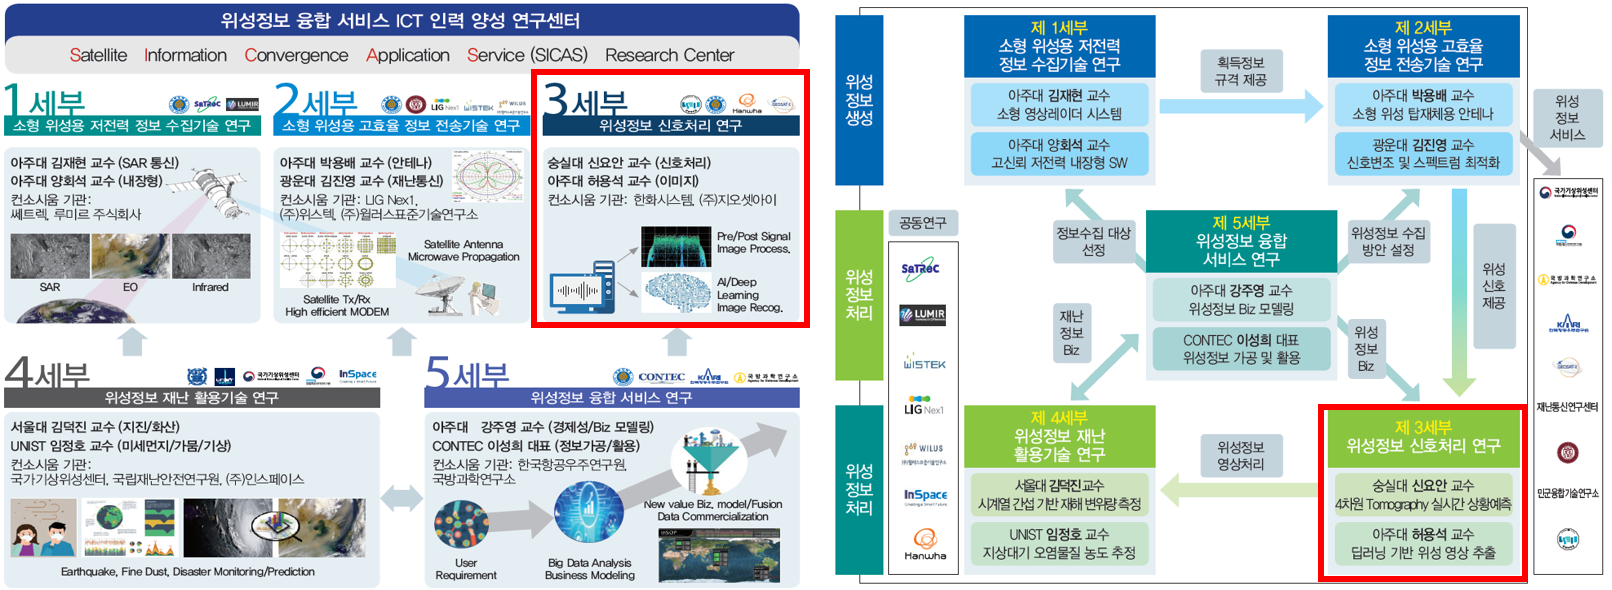 위성정보 융합 서비스 ICT 인력 양성 연구센터
Satellite Information Convergence Application Service (SICAS) Research Center
1세부
SaTReC
LUMIR
소형 위성용 저전력 정보 수집기술 연구
아주대 김재현 교수 (SAR 통신)
아주대 양회석 교수 (내장형)
컨소시움 기관:
쎄트렉, 루미르 주식회사
SAR EO Infrared
2세부
LIG Nex1
WISTEK
WILUS
소형 위성용 고효율 정보 전송기술 연구
아주대 박용배 교수 (안테나)
광운대 김진영 교수 (재난통신)
컨소시움 기관: LIG Nex1,
(주)위스텍, (주)윌러스표준기술연구소
Satellite Antenna
Microwave Propagation
Satellite Tx/Rx
High efficient MODEM
3세부
Hanwha
위성정보 신호처리 연구
숭실대 신요안 교수 (신호처리)
아주대 허용석 교수 (이미지)
컨소시움 기관: 한화시스템, (주)지오셋아이
Pre/Post Signal
Image Process.
AI/Deep
Learning
Image Recog.
4세부
국가기상위성센터
InSpace
위성정보 재난 활용기술 연구
서울대 김덕진 교수 (지진/화산)
UNIST 임정호 교수 (미세먼지/가뭄/기상)
컨소시움 기관:
국가기상위성센터, 국립재난안전연구원, (주)인스페이스
Earthquake, Fine Dust, Disaster Monitoring/Prediction
5세부
CONTEC
KARI
국방과학연구소
위성정보 융합 서비스 연구
아주대 강주영 교수 (경제성/Biz 모델링)
CONTEC 이성희 대표 (정보가공/활용)
컨소시움 기관: 한국항공우주연구원,
국방과학연구소
New value Biz, model/Fusion
Data Commercialization
User
Requirement
Big Data Analysis
Business Modeling
위성
정보
생성
제 1세부
소형 위성용 저전력
정보 수집기술 연구
아주대 김재현 교수
소형 영상레이더 시스템
아주대 양회석 교수
고신뢰 저전력 내장형 SW
획득정보
규격 제공
제 2세부
소형 위성용 고효율
정보 전송기술 연구
아주대 박용배 교수
소형 위성 탑재체용 안테나
광운대 김진영 교수
신호변조 및 스펙트럼 최적화
위성
정보
서비스
위성
정보
처리
공동연구
정보수집 대상
선정
제 5세부
위성정보 융합
서비스 연구
아주대 강주영 교수
위성정보 Biz 모델링
CONTEC 이성희 대표
위성정보 가공 및 활용
위성정보 수집
방안 설정
위성
신호
제공
재난
정보
Biz
위성
정보
Biz
위성
정보
처리
제 4세부
위성정보 재난
활용기술 연구
서울대 김덕진 교수
시계열 간섭 기반 재해 변위량 측정
UNIST 임정호 교수
지상대기 오염물질 농도 추정
위성정보
영상처리
제 3세부
위성정보 신호처리 연구
숭실대 신요안 교수
4차원 Tomography 실시간 상황예측
아주대 허용석 교수
딥러닝 기반 위성 영상 추출
SaTReC
LUMIR
WISTEK
LIG Nex1
WILUS
InSpace
Hanwha
국가기상위성센터
국방과학연구소
Agency for Defense Development
KARI
한국항공우주연구원
재난통신연구센터
민군융합기술연구소